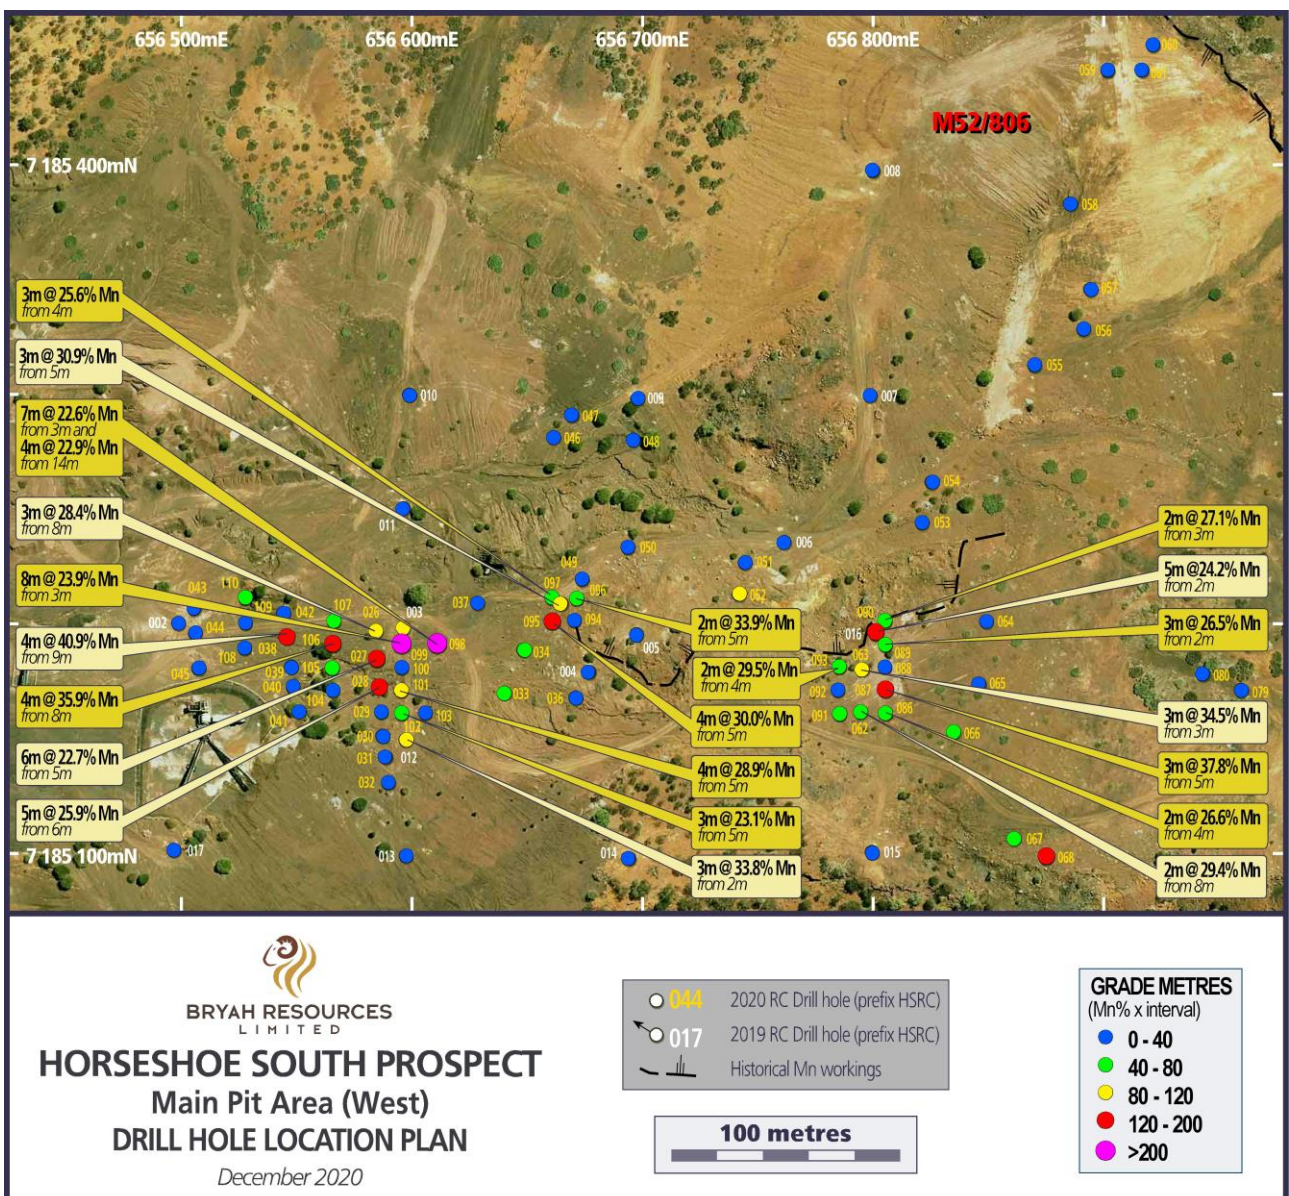 656 500mE
656 600mE
656 700mE
656 800mE
060
059
061
M52/806
7 185 400mN
008
058
057
056
055
3m @ 25.6% Mn
from 4m
3m @ 30.9% Mn
from 5m
7m @ 22.6% Mn
from 3m and
4m @ 22.9% Mn
from 14m
3m @ 28.4% Mn
from 8m
8m @ 23.9% Mn
from 3m
4m @ 40.9% Mn
from 9m
4m @ 35.9% Mn
from 8m
6m @ 22.7% Mn
from 5m
5m @ 25.9% Mn
from 6m
010
009
007
047
046
048
011
054
053
050
006
049
051
052
043
110
109
042
107
026
003
037
097
096
002
044
038
106
095
094
005
098
099
108
045
039
105
027
100
034
004
040
104
028
101
033
036
041
029
102
103
030
012
031
032
017
013
014
015
7 185 100mN
090
016
064
089
063
093
088
092
087
065
080
079
091
062
086
066
067
068
2m @ 33.9% Mn
from 5m
2m @ 29.5% Mn
from 4m
4m @ 30.0% Mn
from 5m
4m @ 28.9% Mn
from 5m
3m @ 23.1% Mn
from 5m
3m @ 33.8% Mn
from 2m
2m @ 27.1% Mn
from 3m
5m @ 24.2% Mn
from 2m
3m @ 26.5% Mn
from 2m
3m @ 34.5% Mn
from 3m
3m @ 37.8% Mn
from 5m
2m @ 26.6% Mn
from 4m
2m @ 29.4% Mn
from 8m
BRYAH RESOURCES
LIMITED
HORSESHOE SOUTH PROSPECT
Main Pit Area (West)
DRILL HOLE LOCATION PLAN
December 2020
044 2020 RC Drill hole (prefix HSRC)
017 2019 RC Drill hole (prefix HSRC)
Historical Mn workings
100 metres
GRADE METRES
(Mn% x interval)
0 - 40
40 - 80
80 - 120
120 - 200
>200